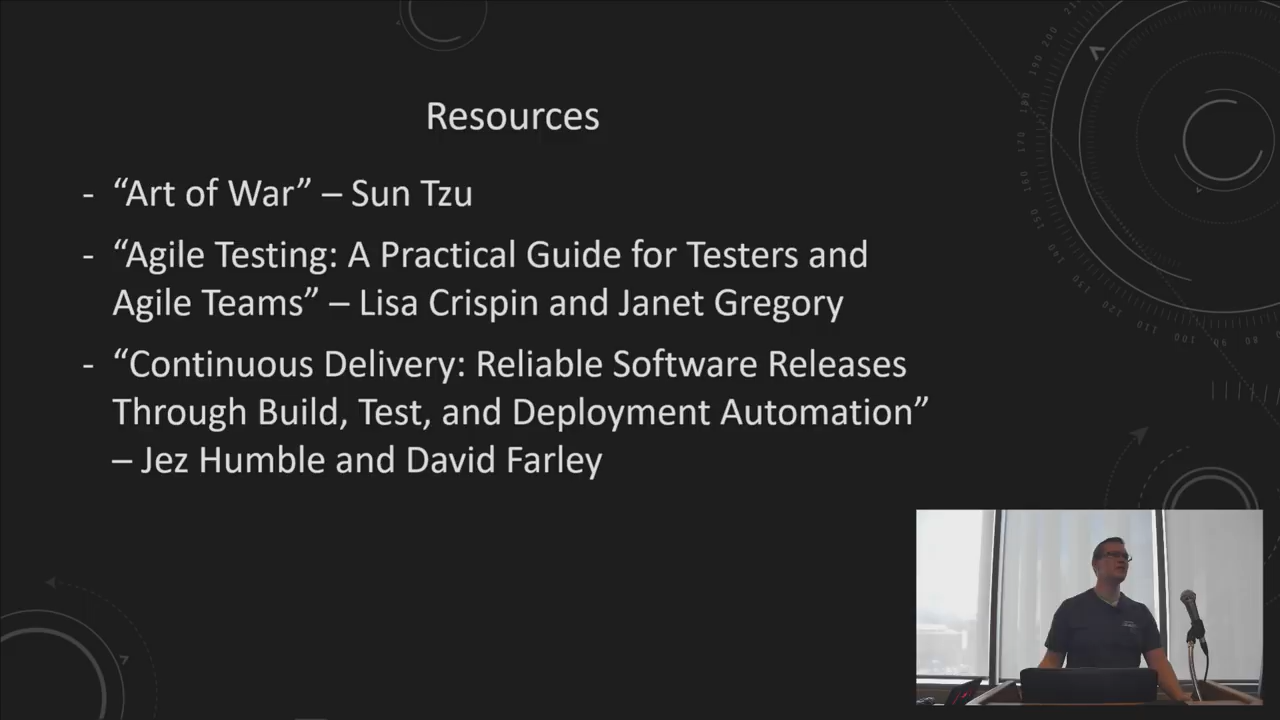 Resources
- “Art of War” – Sun Tzu
- “Agile Testing: A Practical Guide for Testers and
Agile Teams” – Lisa Crispin and Janet Gregory
- “Continuous Delivery: Reliable Software Releases
Through Build, Test, and Deployment Automation”
– Jez Humble and David Farley